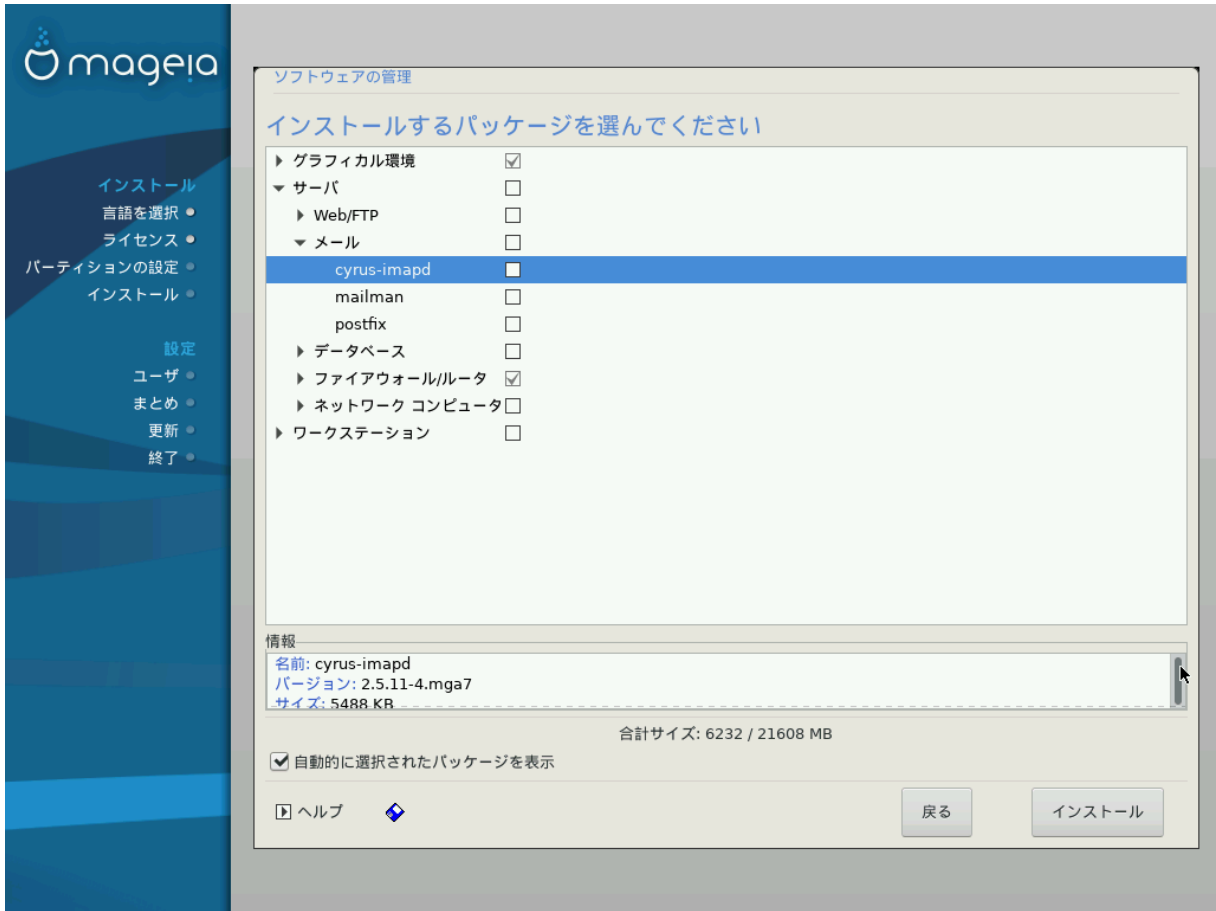 mageia
インストール
言語を選択
ライセンス
パーティションの設定
インストール
設定
ユーザ
まとめ
更新
終了
ソフトウェアの管理
インストールするパッケージを選んでください
グラフィカル環境
サーバ
Web/FTP
メール
cyrus-imapd
mailman
postfix
データベース
ファイアウォール/ルータ
ネットワーク コンピュータ
ワークステーション
情報
名前: cyrus-imapd
バージョン: 2.5.11-4.mga7
サイズ: 5488 KB
合計サイズ: 6232 / 21608 MB
自動的に選択されたパッケージを表示
ヘルプ
戻る
インストール